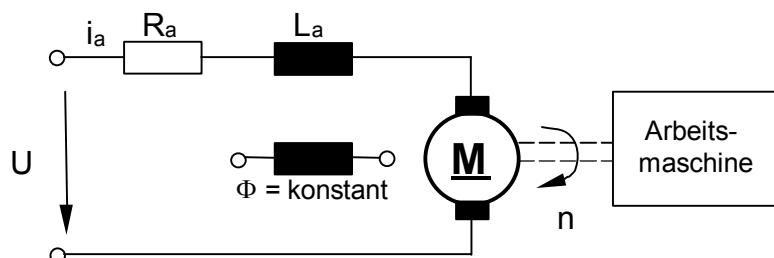 iₐ
Rₐ
Lₐ
U
M
Φ = konstant
n
Arbeits-
maschine